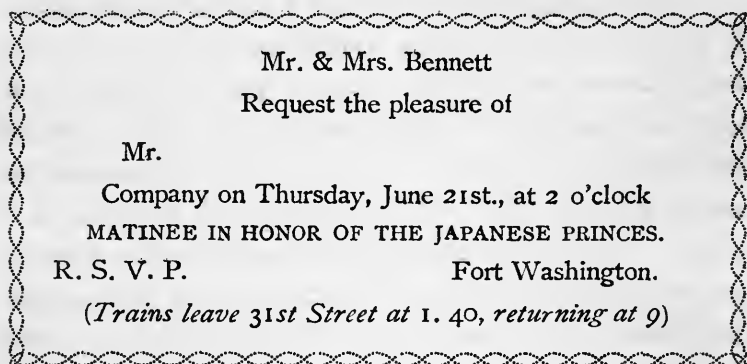 Mr. & Mrs. Bennett
Request the pleasure of
Mr.
Company on Thursday, June 21st., at 2 o'clock
MATINEE IN HONOR OF THE JAPANESE PRINCES.
R. S. V. P. Fort Washington.
(Trains leave 31st Street at 1. 40, returning at 9)